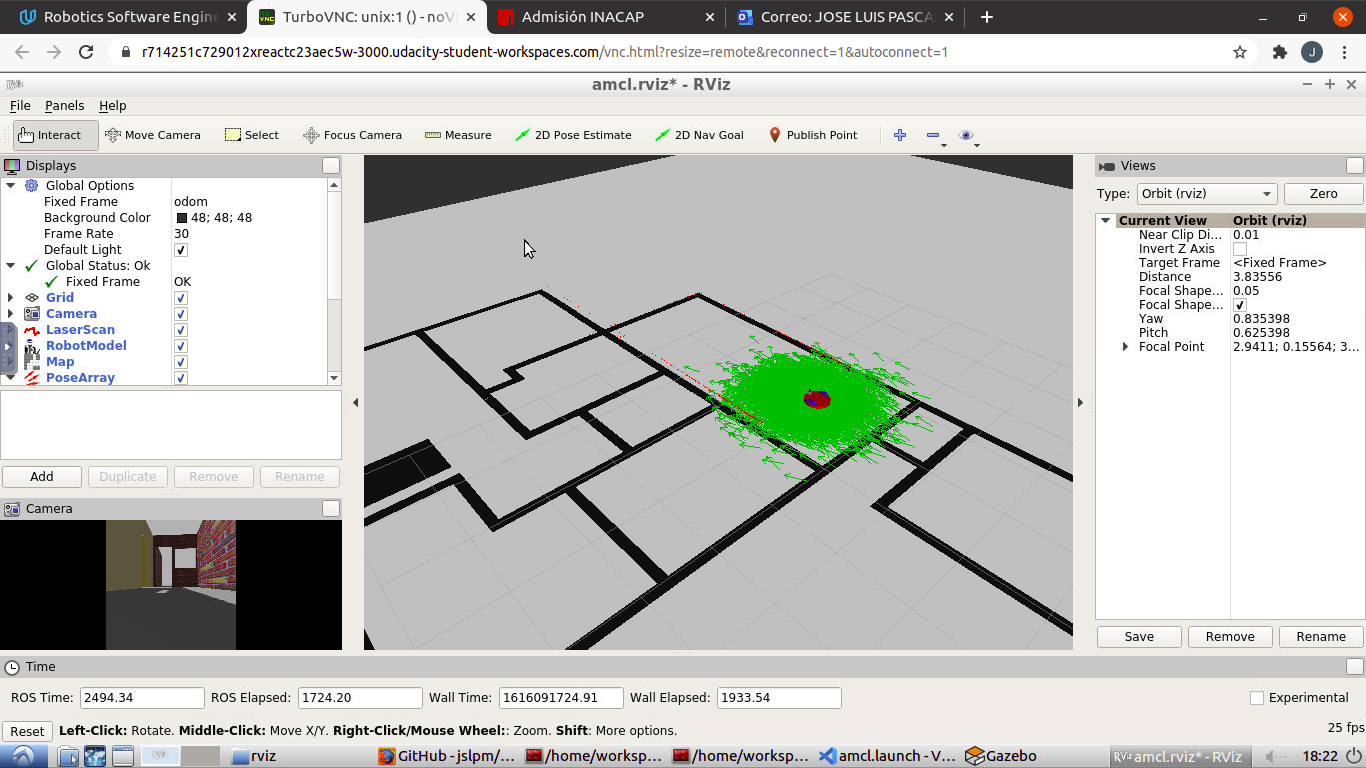 Robotics Software Engine
TurboVNC: unix:1 () - noV
Admisión INACAP
Correo: JOSE LUIS PASCA
r714251c729012xreactc23aec5w-3000.udacity-student-workspaces.com/vnc.html?resize=remote&reconnect=1&autoconnect=1
J
amcl.rviz* - RViz
File Panels Help
Interact Move Camera Select Focus Camera Measure 2D Pose Estimate 2D Nav Goal Publish Point
Displays
Global Options
Fixed Frame odom
Background Color 48; 48; 48
Frame Rate 30
Default Light
Global Status: Ok
Fixed Frame OK
Grid
Camera
LaserScan
RobotModel
Map
PoseArray
Add Duplicate Remove Rename
Camera
Views
Type: Orbit (rviz) Zero
Current View Orbit (rviz)
Near Clip Di... 0.01
Invert Z Axis
Target Frame <Fixed Frame>
Distance 3.83556
Focal Shape... 0.05
Focal Shape...
Yaw 0.835398
Pitch 0.625398
Focal Point 2.9411; 0.15564; 3...
Save Remove Rename
Time
ROS Time: 2494.34 ROS Elapsed: 1724.20 Wall Time: 1616091724.91 Wall Elapsed: 1933.54 Experimental
Reset Left-Click: Rotate. Middle-Click: Move X/Y. Right-Click/Mouse Wheel:: Zoom. Shift: More options. 25 fps
rviz GitHub - jslpm/... /home/worksp... /home/worksp... amcl.launch - V... Gazebo amcl.rviz* - RViz 18:22